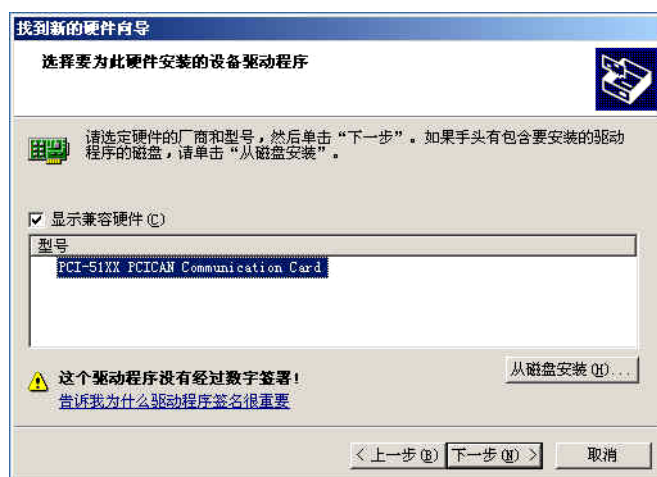 找到新的硬件向导
选择要为此硬件安装的设备驱动程序
请选定硬件的厂商和型号，然后单击“下一步”。如果手头有包含要安装的驱动
程序的磁盘，请单击“从磁盘安装”。
显示兼容硬件(C)
型号
PCI-51XX PCICAN Communication Card
这个驱动程序没有经过数字签署！
告诉我为什么驱动程序签名很重要
从磁盘安装(H)...
< 上一步(B)
下一步(N) >
取消